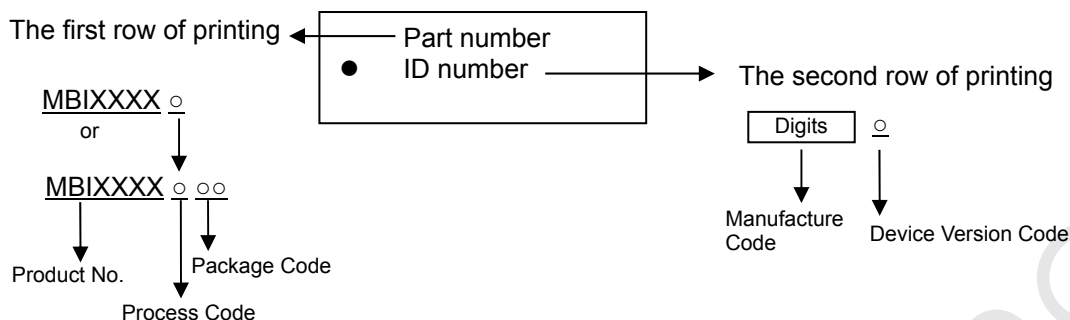 The first row of printing
Part number
ID number
The second row of printing
MBIXXXX ○
or
MBIXXXX ○ ○○
Digits ○
Product No.
Package Code
Process Code
Manufacture
Code
Device Version Code